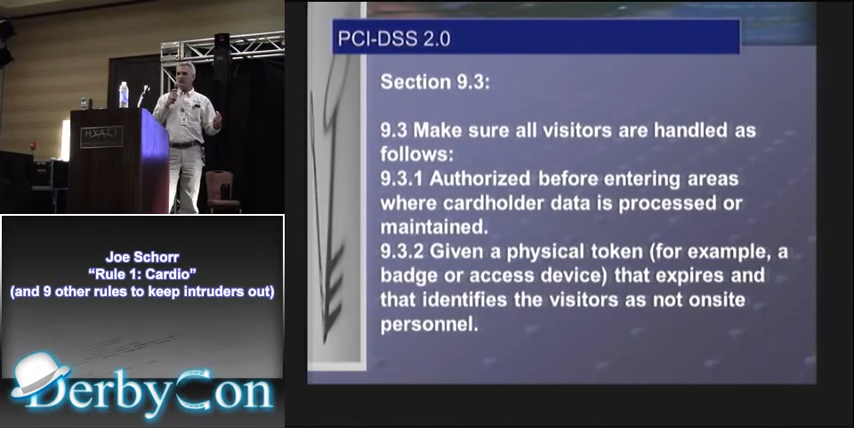 HYATT
Joe Schorr
“Rule 1: Cardio”
(and 9 other rules to keep intruders out)
DerbyCon
PCI-DSS 2.0
Section 9.3:
9.3 Make sure all visitors are handled as
follows:
9.3.1 Authorized before entering areas
where cardholder data is processed or
maintained.
9.3.2 Given a physical token (for example, a
badge or access device) that expires and
that identifies the visitors as not onsite
personnel.